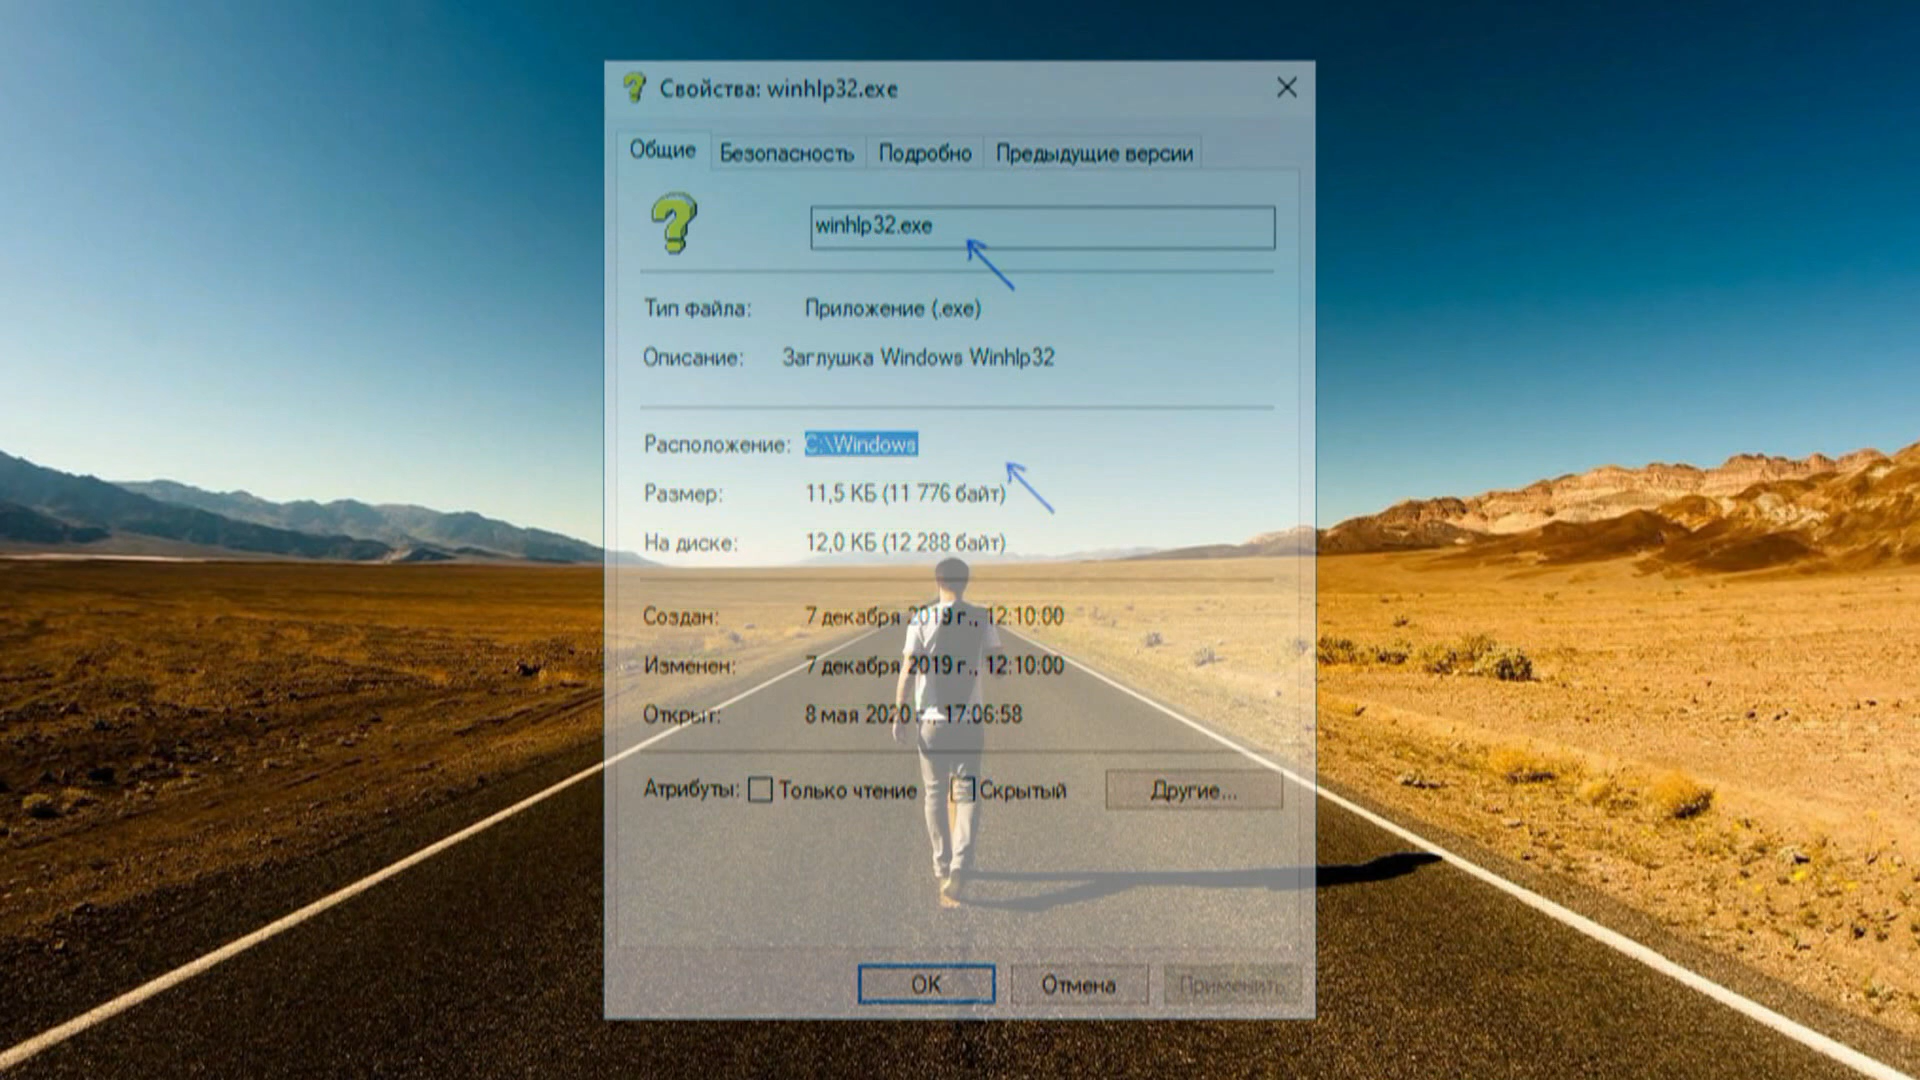 Свойства: winhlp32.exe
Общие Безопасность Подробно Предыдущие версии
winhlp32.exe
Тип файла: Приложение (.exe)
Описание: Заглушка Windows Winhlp32
Расположение: C:\Windows
Размер: 11,5 КБ (11 776 байт)
На диске: 12,0 КБ (12 288 байт)
Создан: 7 декабря 2019 г., 12:10:00
Изменен: 7 декабря 2019 г., 12:10:00
Открыт: 8 мая 2020 г., 17:06:58
Атрибуты: Только чтение Скрытый Другие...
ОК Отмена Применить